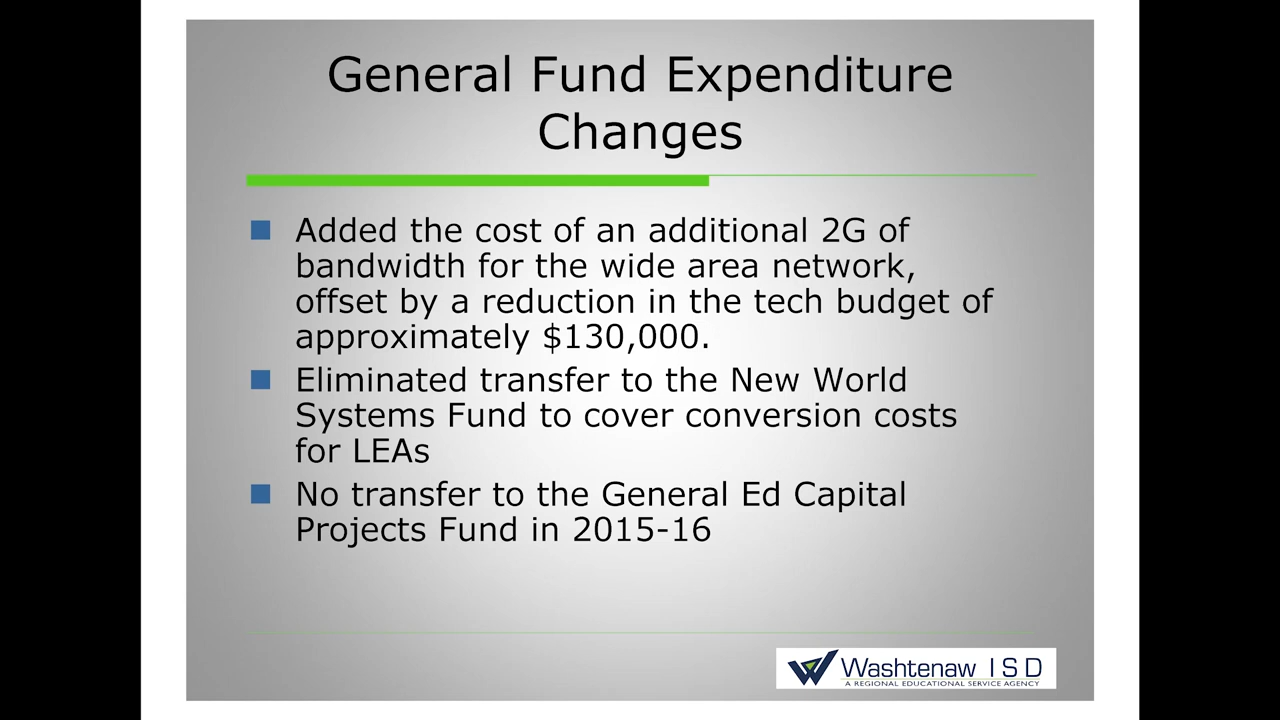 General Fund Expenditure
Changes
Added the cost of an additional 2G of
bandwidth for the wide area network,
offset by a reduction in the tech budget of
approximately $130,000.
Eliminated transfer to the New World
Systems Fund to cover conversion costs
for LEAs
No transfer to the General Ed Capital
Projects Fund in 2015-16
Washtenaw ISD
A REGIONAL EDUCATIONAL SERVICE AGENCY